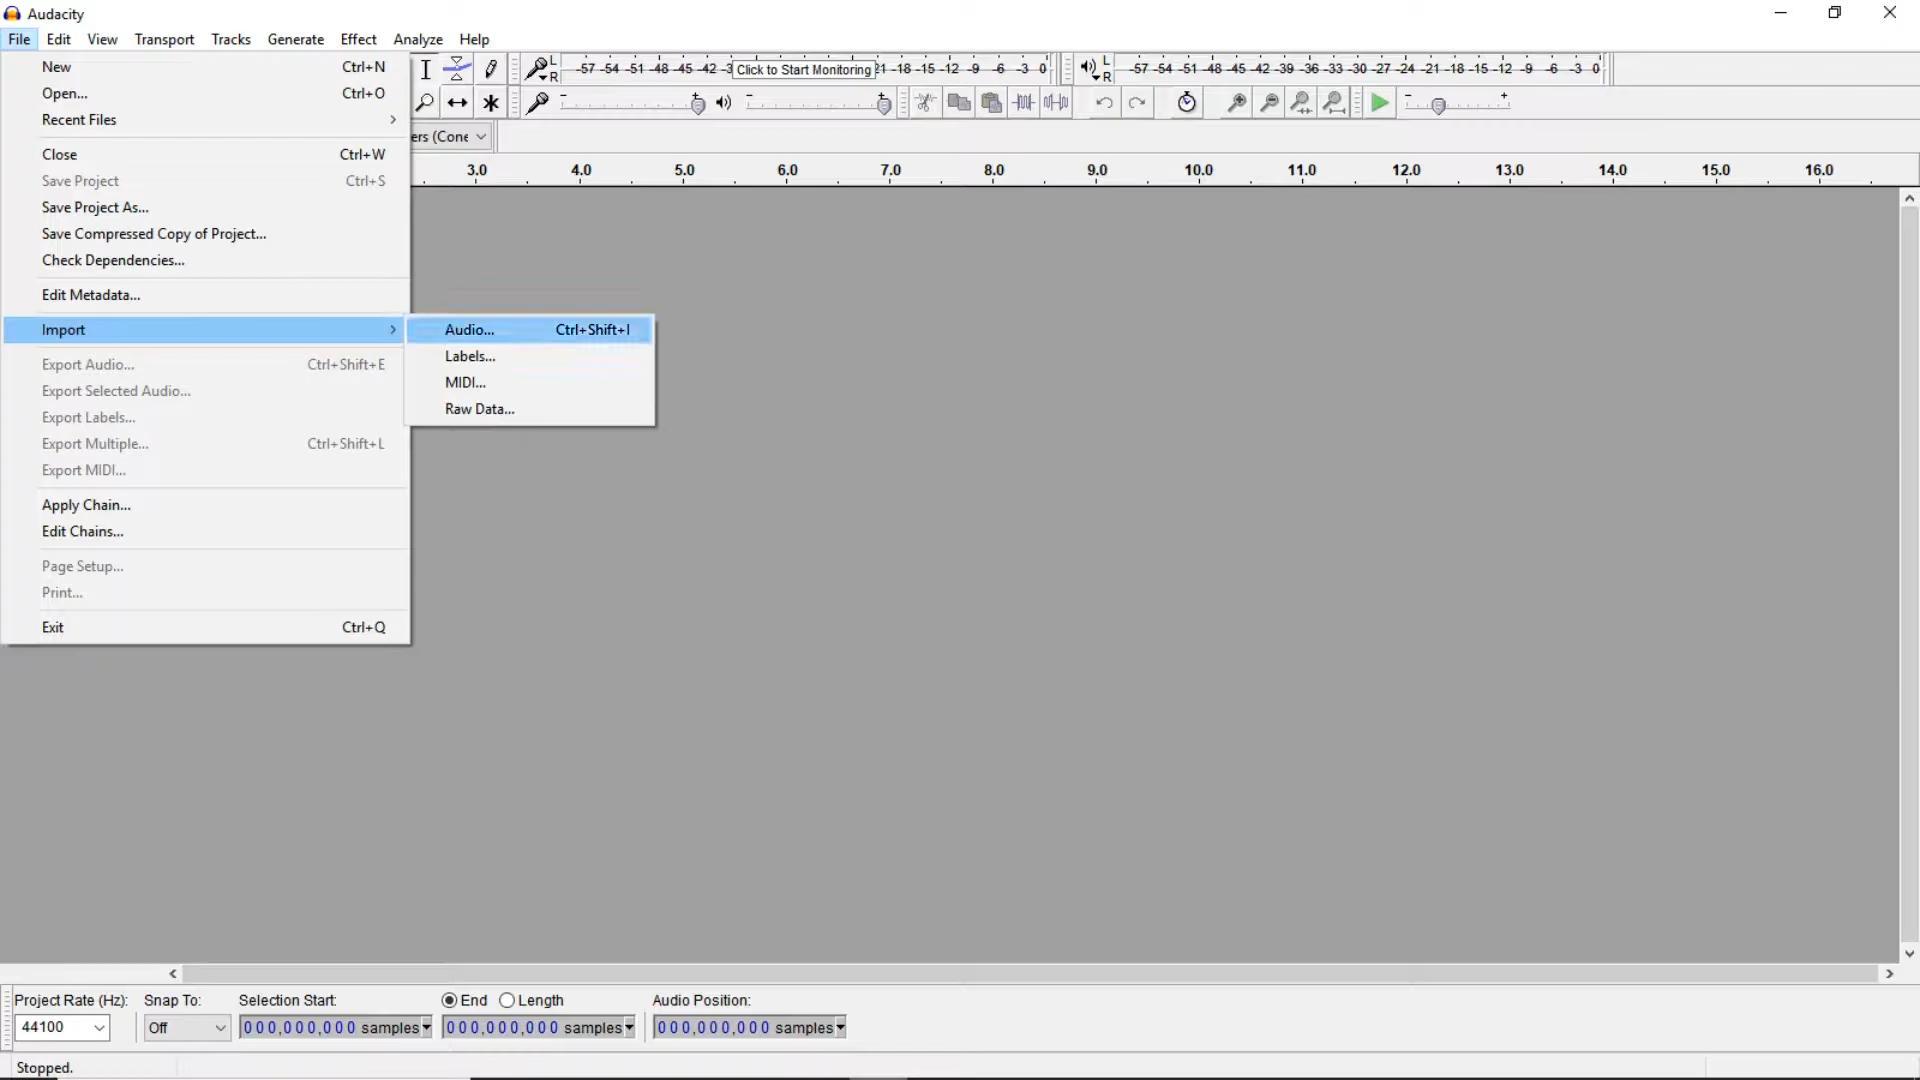 Audacity
File Edit View Transport Tracks Generate Effect Analyze Help
New Ctrl+N
Open... Ctrl+O
Recent Files
Close Ctrl+W
Save Project Ctrl+S
Save Project As...
Save Compressed Copy of Project...
Check Dependencies...
Edit Metadata...
Import
Export Audio... Ctrl+Shift+E
Export Selected Audio...
Export Labels...
Export Multiple... Ctrl+Shift+L
Export MIDI...
Apply Chain...
Edit Chains...
Page Setup...
Print...
Exit Ctrl+Q
Audio... Ctrl+Shift+I
Labels...
MIDI...
Raw Data...
L
R
-57 -54 -51 -48 -45 -42 -3 Click to Start Monitoring 21 -18 -15 -12 -9 -6 -3 0
L
R
-57 -54 -51 -48 -45 -42 -39 -36 -33 -30 -27 -24 -21 -18 -15 -12 -9 -6 -3 0
ers (Cone
3.0 4.0 5.0 6.0 7.0 8.0 9.0 10.0 11.0 12.0 13.0 14.0 15.0 16.0
Project Rate (Hz): Snap To: Selection Start: End Length Audio Position:
44100 Off 000,000,000 samples 000,000,000 samples 000,000,000 samples
Stopped.